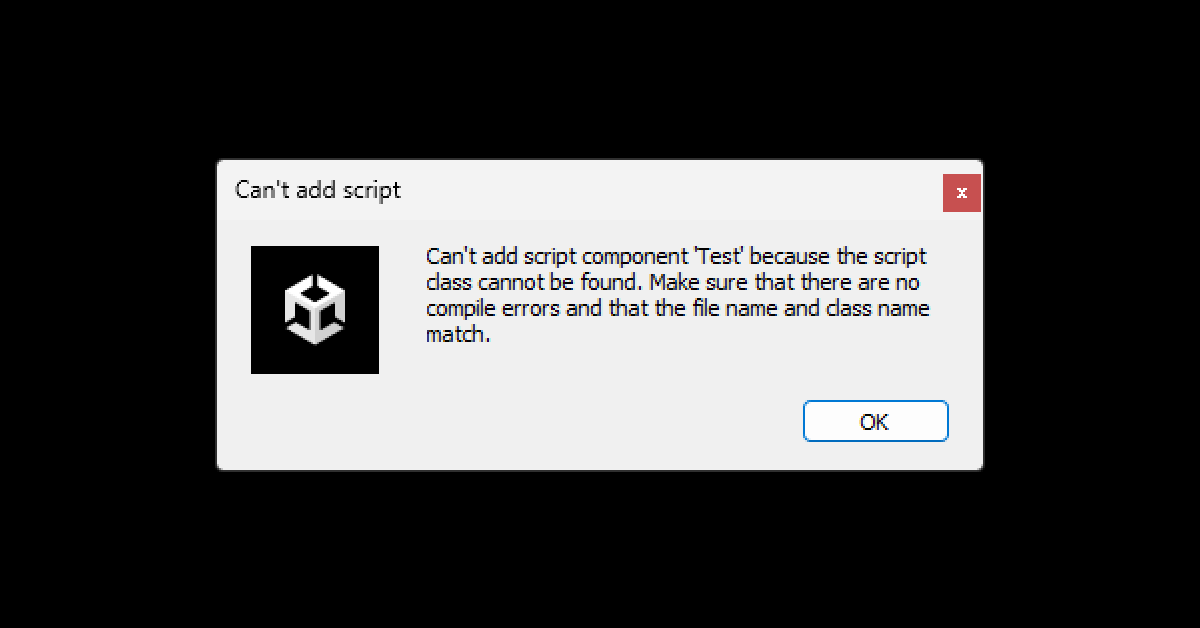 Can't add script
x
Can't add script component 'Test' because the script
class cannot be found. Make sure that there are no
compile errors and that the file name and class name
match.
OK